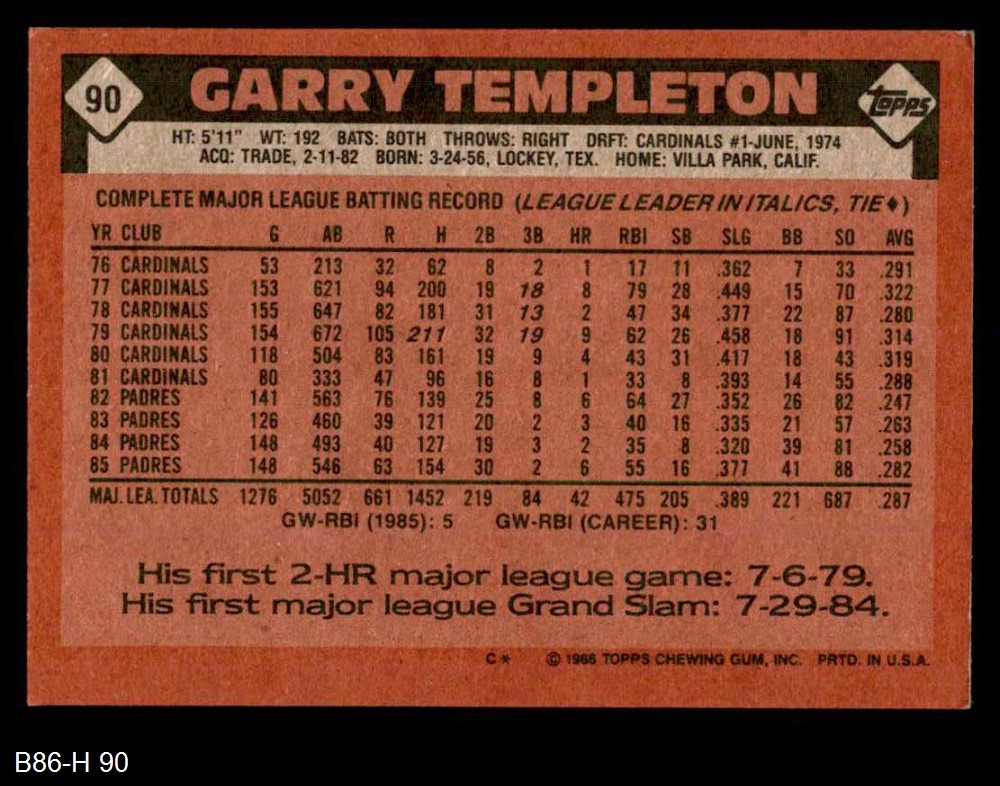 90 GARRY TEMPLETON topps
HT: 5'11" WT: 192 BATS: BOTH THROWS: RIGHT DRFT: CARDINALS #1-JUNE, 1974
ACQ: TRADE, 2-11-82 BORN: 3-24-56, LOCKEY, TEX. HOME: VILLA PARK, CALIF.
COMPLETE MAJOR LEAGUE BATTING RECORD (LEAGUE LEADER IN ITALICS, TIE♦)
YR CLUB G AB R H 2B 3B HR RBI SB SLG BB SO AVG
76 CARDINALS 53 213 32 62 8 2 1 17 11 .362 7 33 .291
77 CARDINALS 153 621 94 200 19 18 8 79 28 .449 15 70 .322
78 CARDINALS 155 647 82 181 31 13 2 47 34 .377 22 87 .280
79 CARDINALS 154 672 105 211 32 19 9 62 26 .458 18 91 .314
80 CARDINALS 118 504 83 161 19 9 4 43 31 .417 18 43 .319
81 CARDINALS 80 333 47 96 16 8 1 33 8 .393 14 55 .288
82 PADRES 141 563 76 139 25 8 6 64 27 .352 26 82 .247
83 PADRES 126 460 39 121 20 2 3 40 16 .335 21 57 .263
84 PADRES 148 493 40 127 19 3 2 35 8 .320 39 81 .258
85 PADRES 148 546 63 154 30 2 6 55 16 .377 41 88 .282
MAJ. LEA. TOTALS 1276 5052 661 1452 219 84 42 475 205 .389 221 687 .287
GW-RBI (1985): 5 GW-RBI (CAREER): 31
His first 2-HR major league game: 7-6-79.
His first major league Grand Slam: 7-29-84.
C* © 1986 TOPPS CHEWING GUM, INC. PRTD. IN U.S.A.
B86-H 90